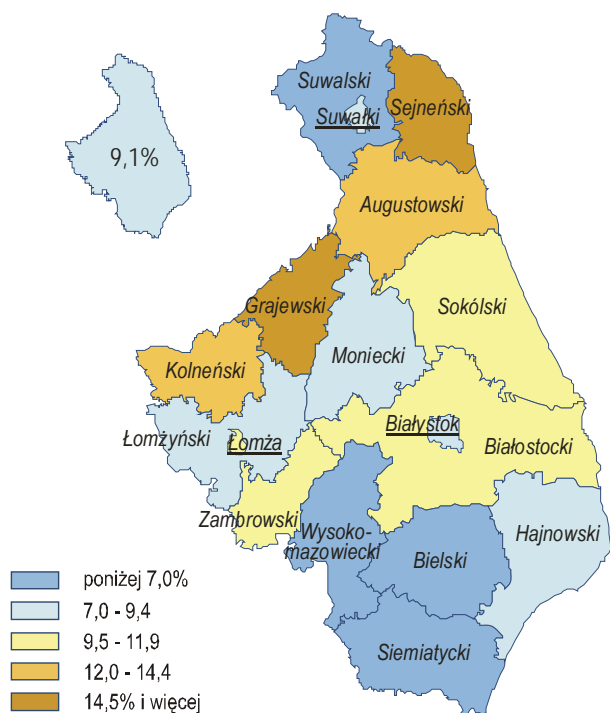 Suwalski
Suwałki
Sejneński
9,1%
Augustowski
Grajewski
Sokólski
Moniecki
Kolneński
Łomżyński
Łomża
Białystok
Białostocki
Zambrowski
Wysoko-
mazowiecki
Hajnowski
Bielski
Siemiatycki
poniżej 7,0%
7,0 - 9,4
9,5 - 11,9
12,0 - 14,4
14,5% i więcej